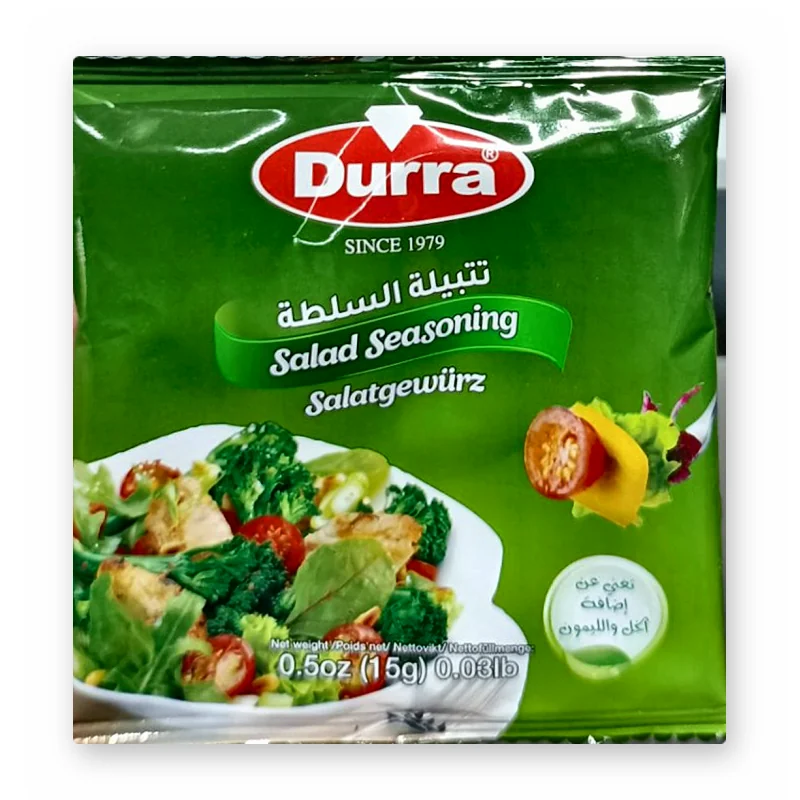 Durra®
SINCE 1979
تتبيلة السلطة
Salad Seasoning
Salatgewürz
تغني عن
إضافة
الخل والليمون
Net weight /Poids net/ Nettovikt/ Nettofüllmenge:
0.5oz (15g) 0.03lb